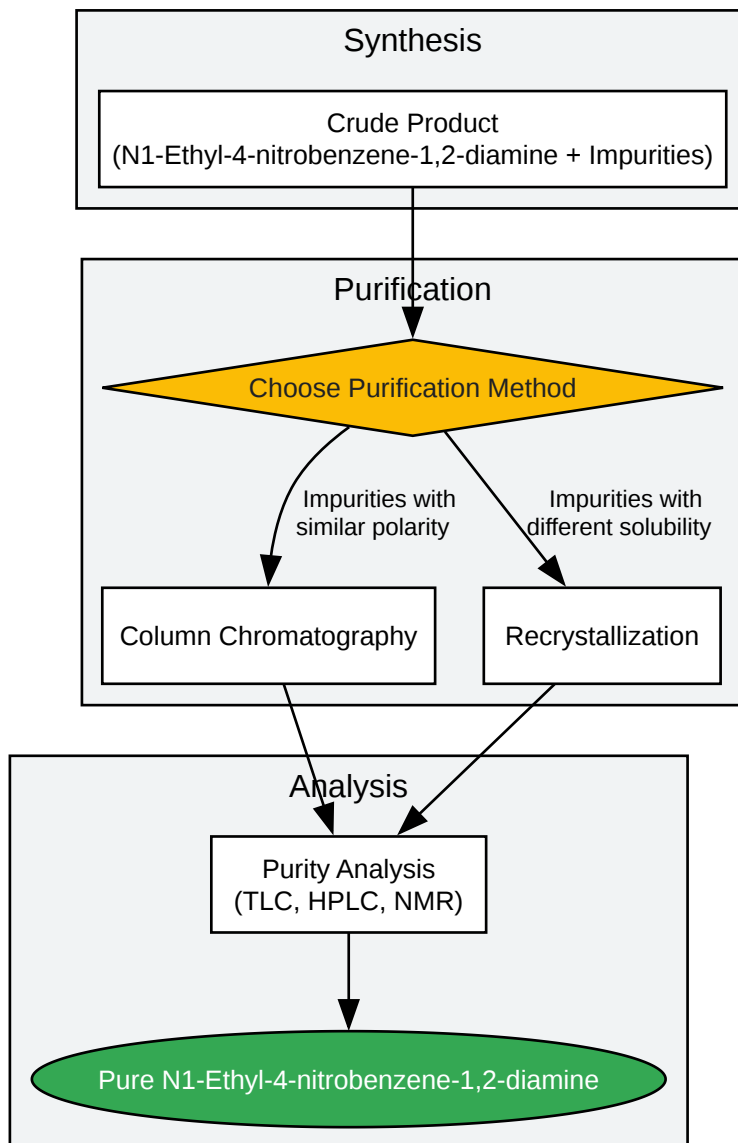 Synthesis
Crude Product
(N1-Ethyl-4-nitrobenzene-1,2-diamine + Impurities)
Purification
Choose Purification Method
Impurities with
similar polarity
Impurities with
different solubility
Column Chromatography
Recrystallization
Analysis
Purity Analysis
(TLC, HPLC, NMR)
Pure N1-Ethyl-4-nitrobenzene-1,2-diamine